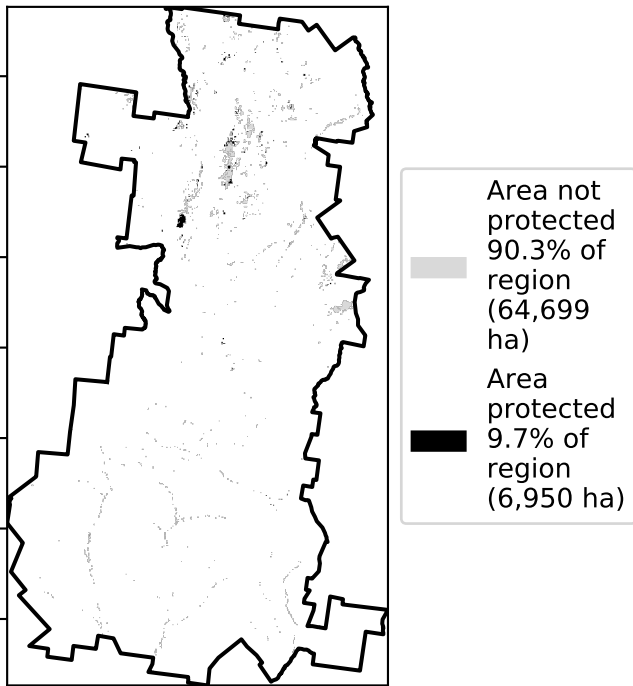 Area not
protected
90.3% of
region
(64,699
ha)
Area
protected
9.7% of
region
(6,950 ha)